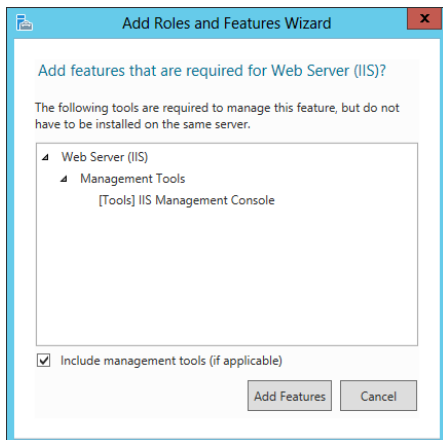 Add Roles and Features Wizard
x
Add features that are required for Web Server (IIS)?
The following tools are required to manage this feature, but do not
have to be installed on the same server.
Web Server (IIS)
Management Tools
[Tools] IIS Management Console
Include management tools (if applicable)
Add Features
Cancel